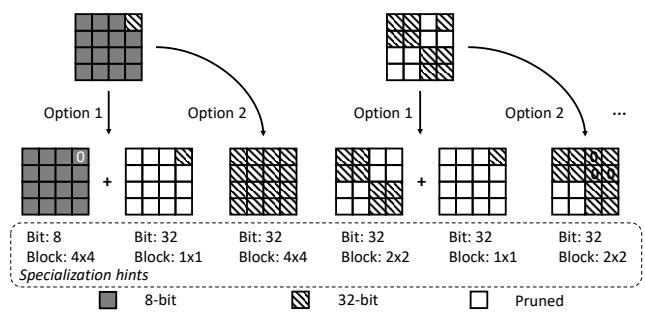 Option 1
Option 2
Option 1
Option 2
...
0
+
+
0
0 0
Bit: 8
Block: 4x4
Bit: 32
Block: 1x1
Bit: 32
Block: 4x4
Bit: 32
Block: 2x2
Bit: 32
Block: 1x1
Bit: 32
Block: 2x2
Specialization hints
8-bit
32-bit
Pruned